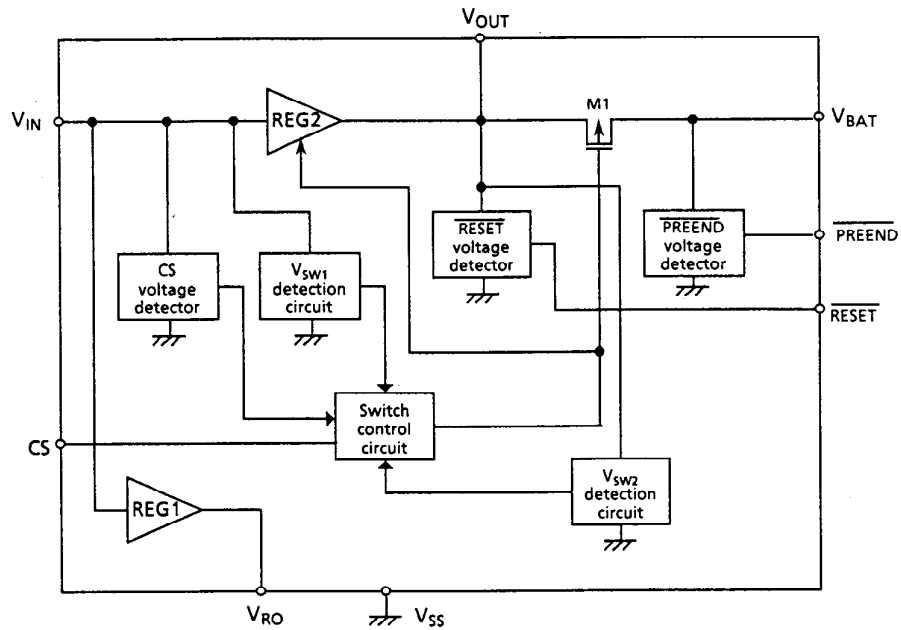 VOUT
M1
VIN
REG2
VBAT
RESET
voltage
detector
PREEND
voltage
detector
PREEND
CS
voltage
detector
VSW1
detection
circuit
RESET
Switch
control
circuit
CS
VSW2
detection
circuit
REG1
VRO
VSS